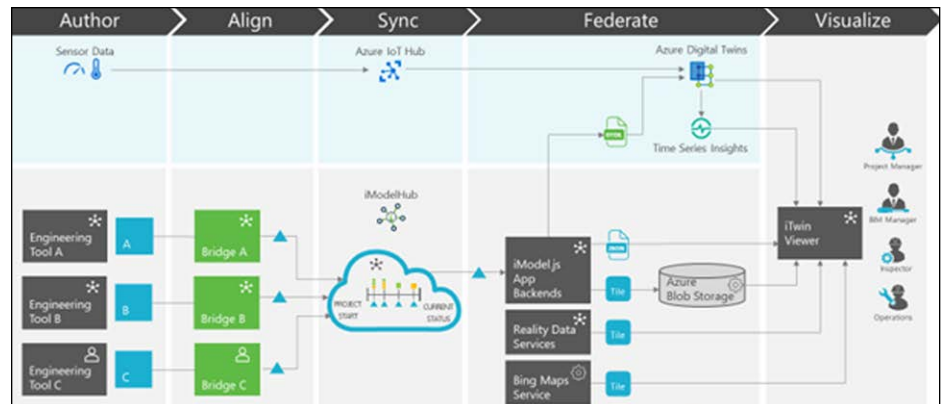 Author
Align
Sync
Federate
Visualize
Sensor Data
Azure IoT Hub
Azure Digital Twins
Time Series Insights
Project Manager
BIM Manager
Inspector
Operations
iModelHub
Engineering
Tool A
A
Bridge A
Engineering
Tool B
B
Bridge B
Engineering
Tool C
C
Bridge C
PROJECT
START
CURRENT
STATUS
iModel.js
App
Backends
JSON
Tile
Azure
Blob Storage
iTwin
Viewer
Reality Data
Services
Tile
Bing Maps
Service
Tile